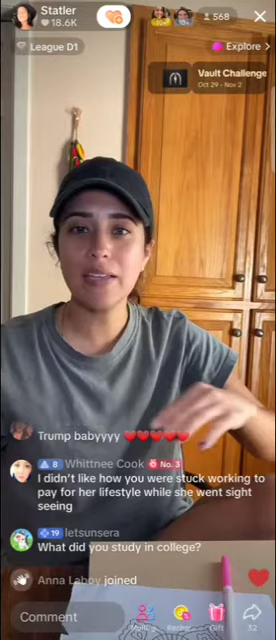 Statler
18.6K
568
League D1
Explore >
Vault Challenge
Oct 29 - Nov 2
Trump babyyyy
8 Whittnee Cook No. 3
I didn't like how you were stuck working to
pay for her lifestyle while she went sight
seeing
19 letsunsera
What did you study in college?
Anna Laboy joined
Comment
Gift
32